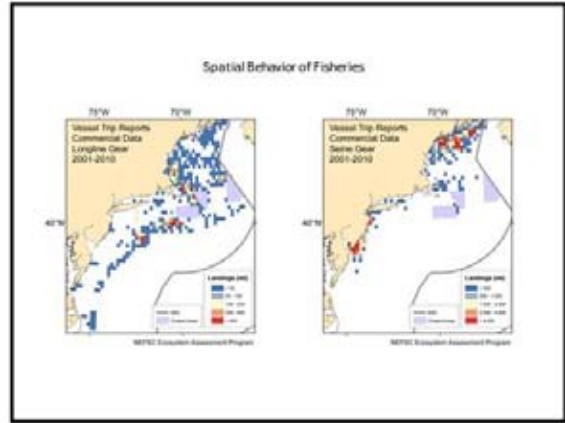 Spatial Behavior of Fisheries
75°W 70°W
Vessel Trip Reports
Commercial Data
Longline Gear
2001-2010
40°N
Landings (mt)
NEFSC Ecosystem Assessment Program
75°W 70°W
Vessel Trip Reports
Commercial Data
Seine Gear
2001-2010
40°N
Landings (mt)
NEFSC Ecosystem Assessment Program